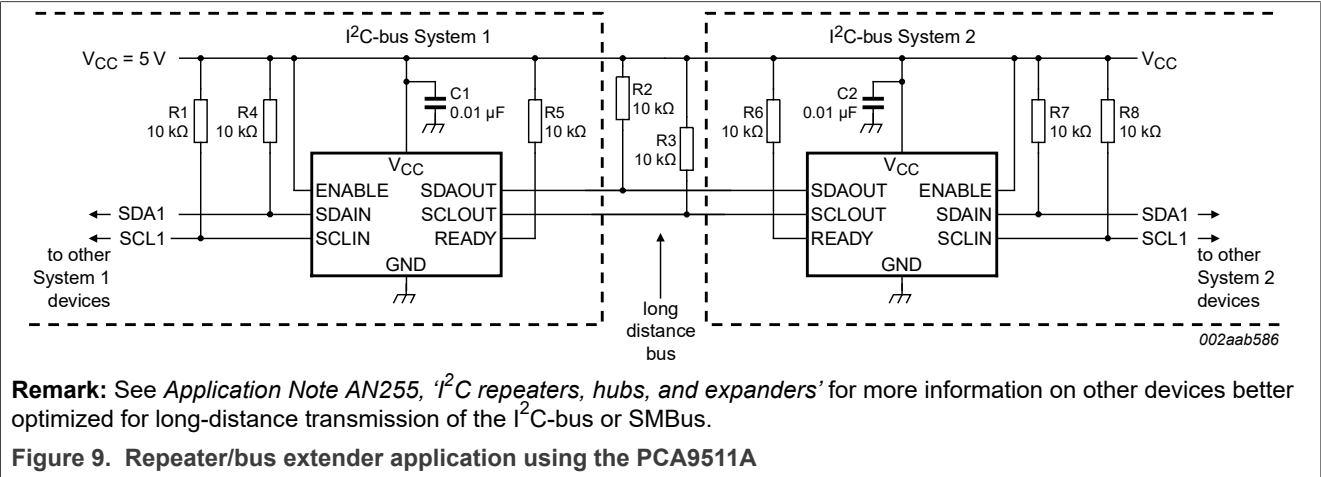 I²C-bus System 1
I²C-bus System 2
VCC = 5 V
VCC
R1
10 kΩ
R4
10 kΩ
C1
0.01 µF
R5
10 kΩ
R2
10 kΩ
R3
10 kΩ
R6
10 kΩ
C2
0.01 µF
R7
10 kΩ
R8
10 kΩ
VCC
ENABLE
SDAOUT
SDAIN
SCLOUT
SCLIN
READY
GND
VCC
SDAOUT
ENABLE
SCLOUT
SDAIN
READY
SCLIN
GND
SDA1
SCL1
to other
System 1
devices
long
distance
bus
SDA1
SCL1
to other
System 2
devices
002aab586
Remark: See Application Note AN255, ‘I²C repeaters, hubs, and expanders’ for more information on other devices better
optimized for long-distance transmission of the I²C-bus or SMBus.
Figure 9. Repeater/bus extender application using the PCA9511A